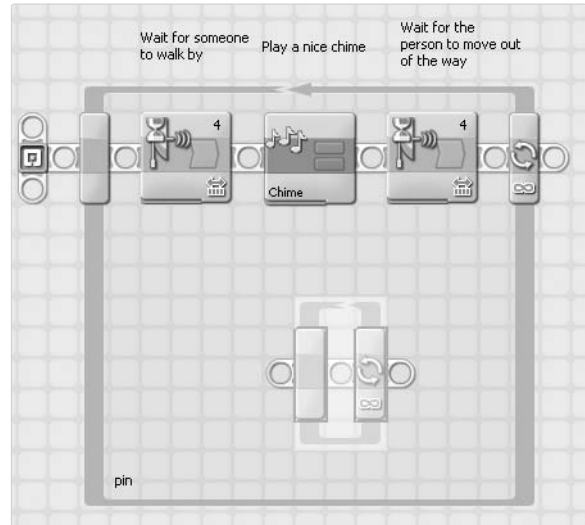 Wait for someone
to walk by
Play a nice chime
Wait for the
person to move out
of the way
4
4
Chime
pin